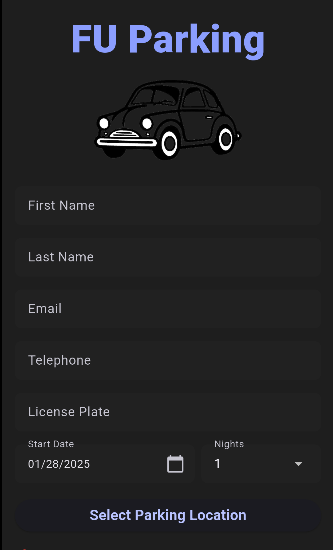 FU Parking
First Name
Last Name
Email
Telephone
License Plate
Start Date
Nights
01/28/2025
1
Select Parking Location